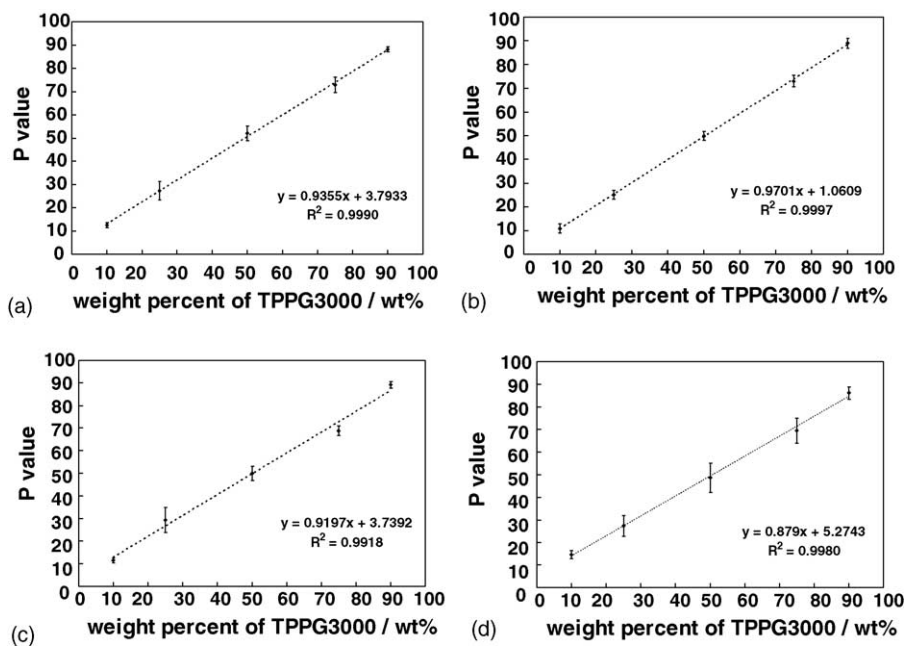 100
90
80
70
60
50
40
30
20
10
0
P value
y = 0.9355x + 3.7933
R² = 0.9990
0 10 20 30 40 50 60 70 80 90 100
(a) weight percent of TPPG3000 / wt%
100
90
80
70
60
50
40
30
20
10
0
P value
y = 0.9701x + 1.0609
R² = 0.9997
0 10 20 30 40 50 60 70 80 90 100
(b) weight percent of TPPG3000 / wt%
100
90
80
70
60
50
40
30
20
10
0
P value
y = 0.9197x + 3.7392
R² = 0.9918
0 10 20 30 40 50 60 70 80 90 100
(c) weight percent of TPPG3000 / wt%
100
90
80
70
60
50
40
30
20
10
0
P value
y = 0.879x + 5.2743
R² = 0.9980
0 10 20 30 40 50 60 70 80 90 100
(d) weight percent of TPPG3000 / wt%